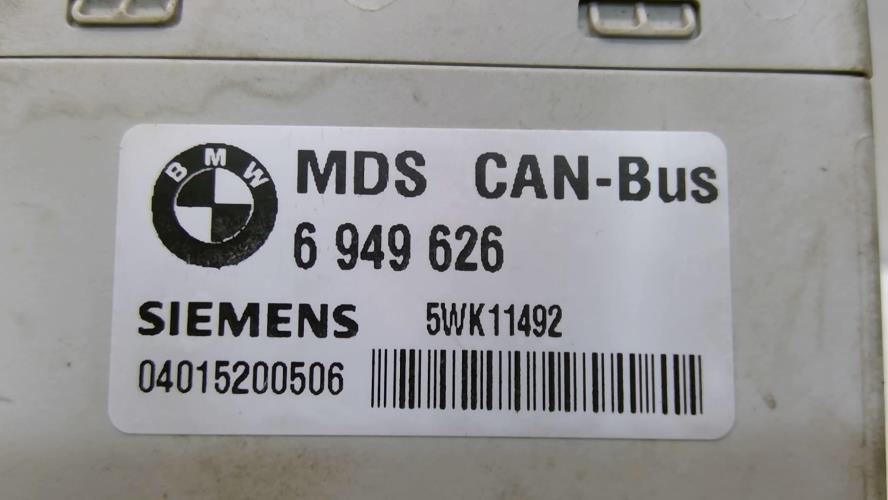 BMW
MDS CAN-Bus
6 949 626
SIEMENS 5WK11492
04015200506